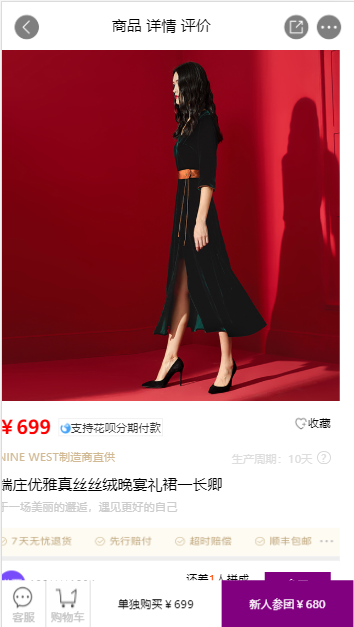 商品 详情 评价
¥699 支持花呗分期付款 收藏
NINE WEST制造商直供 生产周期：10天 ?
端庄优雅真丝丝绒晚宴礼裙一长卿
一场美丽的邂逅，遇见更好的自己
7天无忧退货 先行赔付 超时赔偿 顺丰包邮
还差1人拼成
客服 购物车 单独购买￥699 新人参团￥680